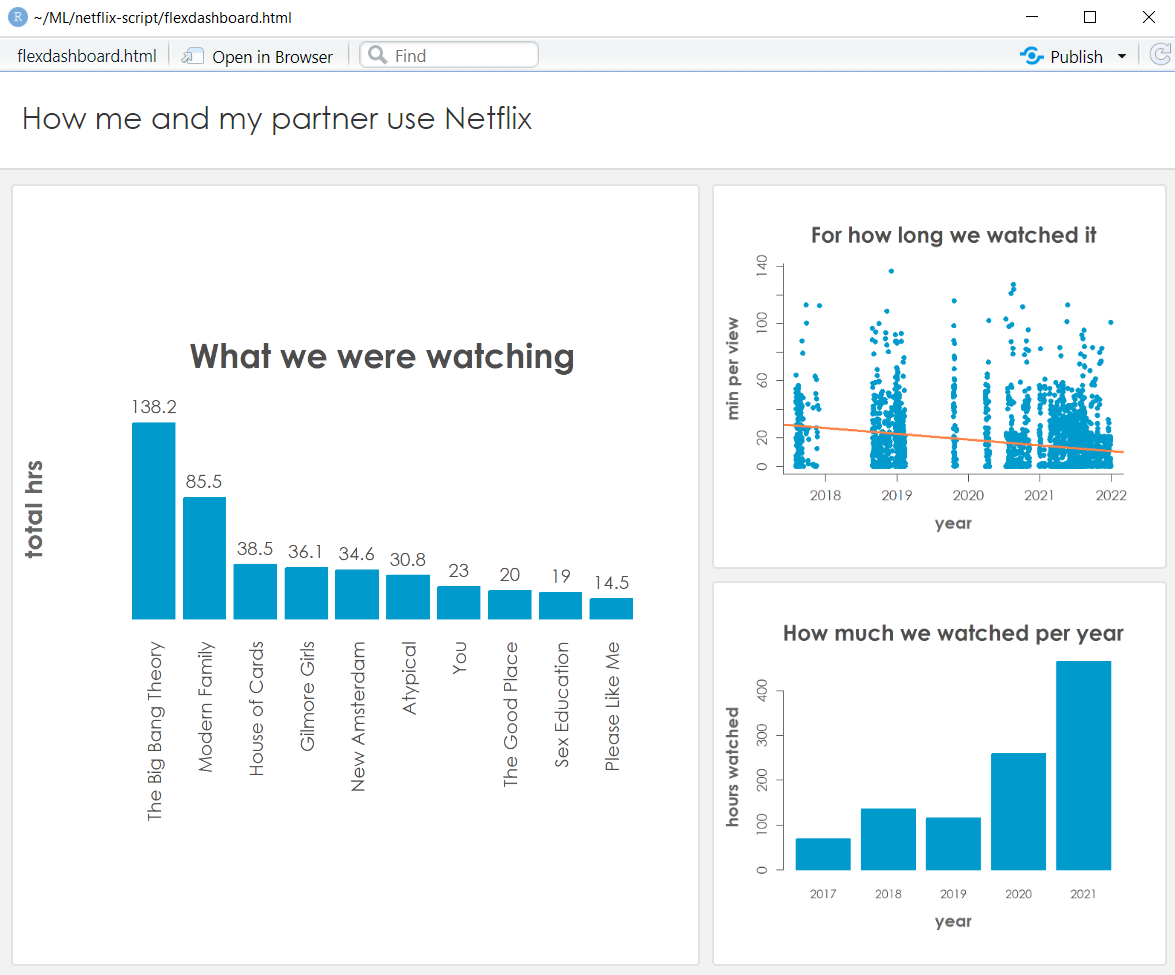 R ~/ML/netflix-script/flexdashboard.html
flexdashboard.html Open in Browser Find Publish
How me and my partner use Netflix
What we were watching
total hrs
138.2
85.5
38.5
36.1
34.6
30.8
23
20
19
14.5
The Big Bang Theory
Modern Family
House of Cards
Gilmore Girls
New Amsterdam
Atypical
You
The Good Place
Sex Education
Please Like Me
For how long we watched it
min per view
140
100
60
20
0
2018 2019 2020 2021 2022
year
How much we watched per year
hours watched
400
300
200
100
0
2017 2018 2019 2020 2021
year